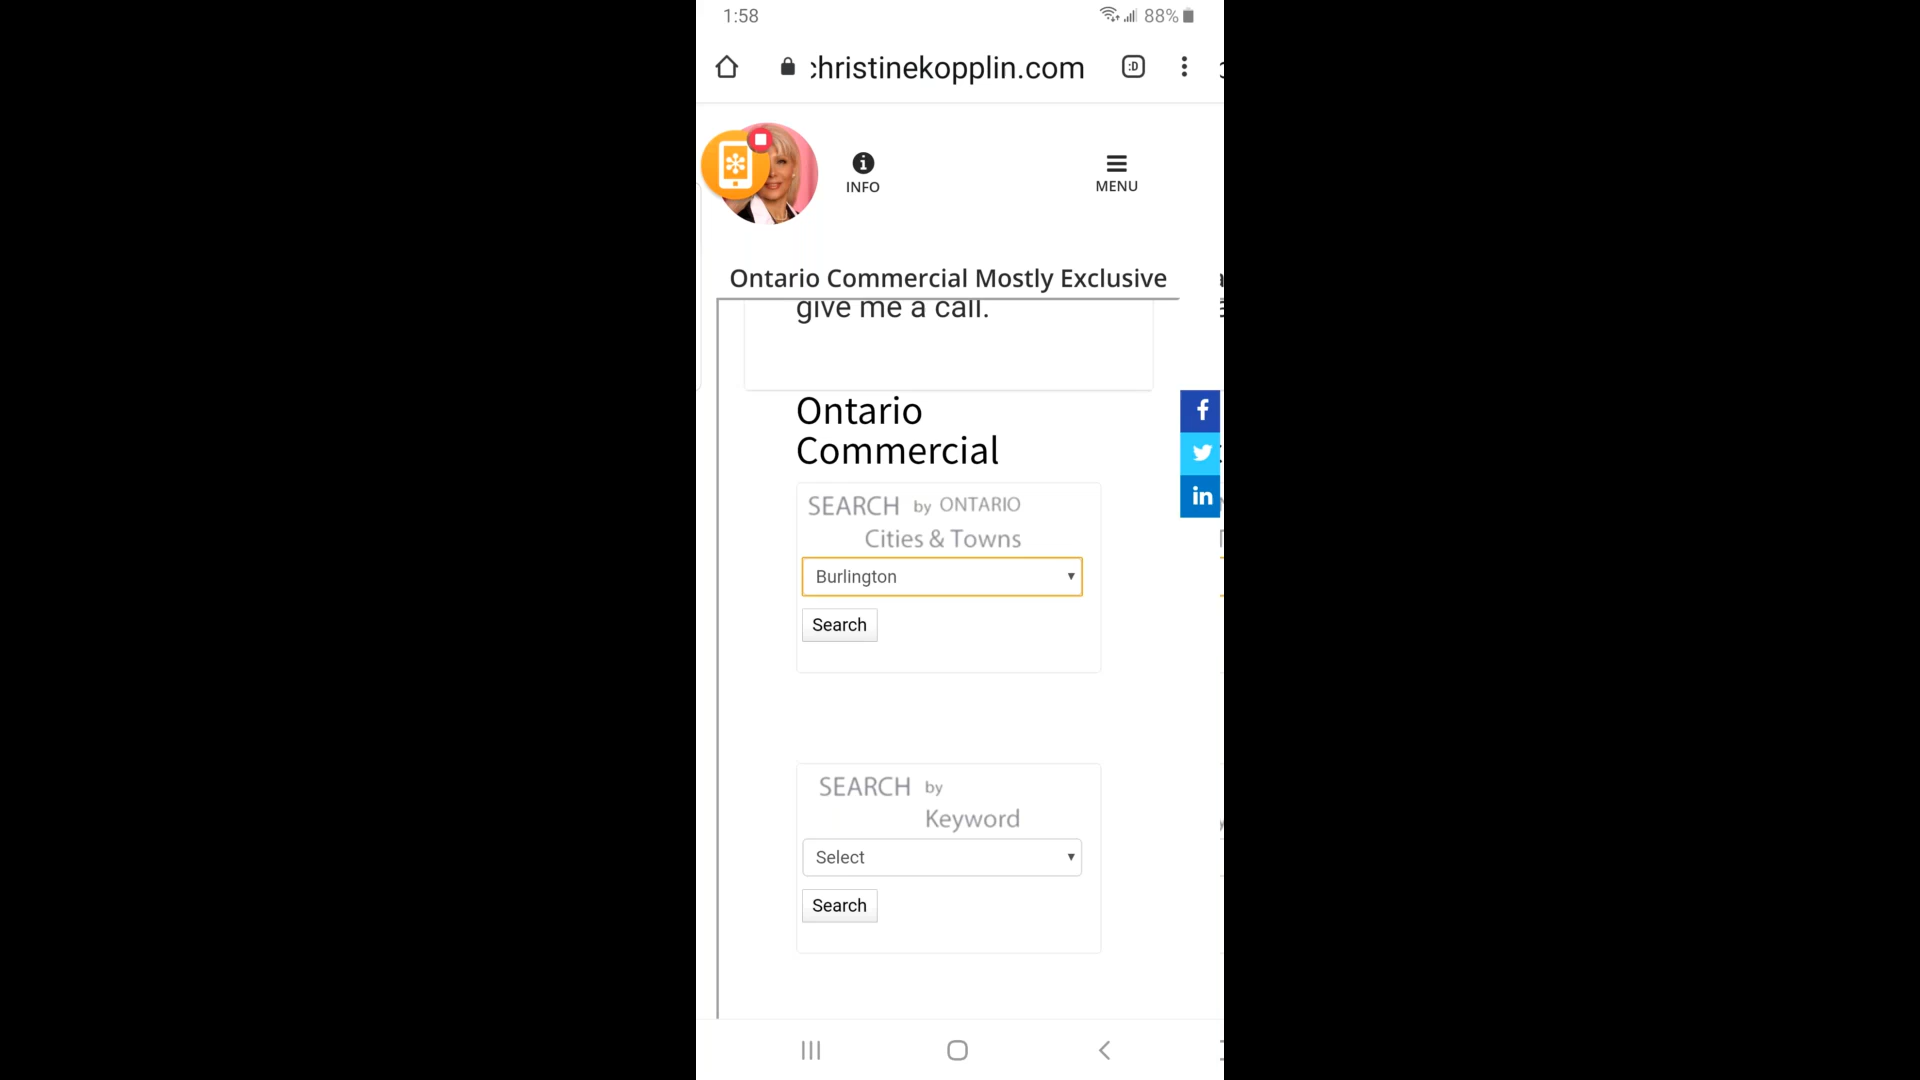 1:58
88%
christinekopplin.com
:D
INFO
MENU
Ontario Commercial Mostly Exclusive
give me a call.
Ontario
Commercial
SEARCH by ONTARIO
Cities & Towns
Burlington
Search
SEARCH by
Keyword
Select
Search